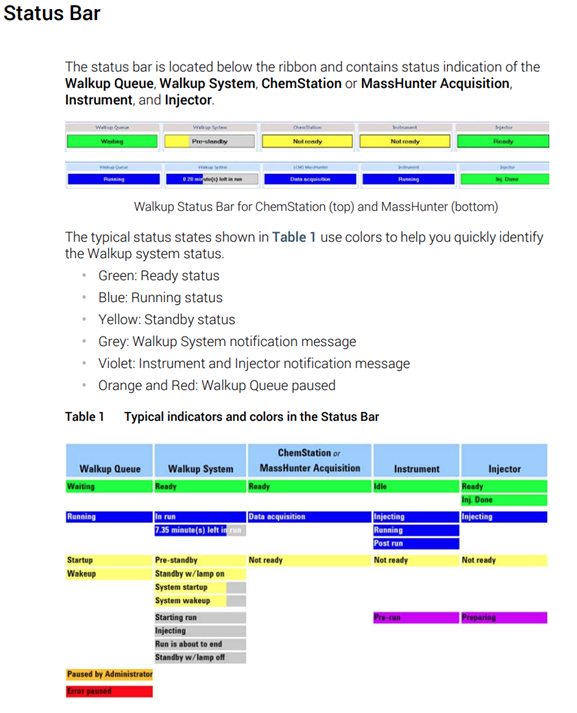 Status Bar
The status bar is located below the ribbon and contains status indication of the
Walkup Queue, Walkup System, ChemStation or MassHunter Acquisition,
Instrument, and Injector.
Walkup Queue Walkup System ChemStation Instrument Injector
Waiting Pre-standby Not ready Not ready Ready
Walkup Queue Walkup System LC/MS MassHunter Instrument Injector
Running 0.20 minute(s) left in run Data acquisition Running Inj. Done
Walkup Status Bar for ChemStation (top) and MassHunter (bottom)
The typical status states shown in Table 1 use colors to help you quickly identify
the Walkup system status.
• Green: Ready status
• Blue: Running status
• Yellow: Standby status
• Grey: Walkup System notification message
• Violet: Instrument and Injector notification message
• Orange and Red: Walkup Queue paused
Table 1 Typical indicators and colors in the Status Bar
ChemStation or
Walkup Queue Walkup System MassHunter Acquisition Instrument Injector
Waiting Ready Ready Idle Ready
Inj. Done
Running In run Data acquisition Injecting Injecting
7.35 minute(s) left in run Running
Post run
Startup Pre-standby Not ready Not ready Not ready
Wakeup Standby w/lamp on
System startup
System wakeup
Starting run Pre-run Preparing
Injecting
Run is about to end
Standby w/lamp off
Paused by Administrator
Error paused